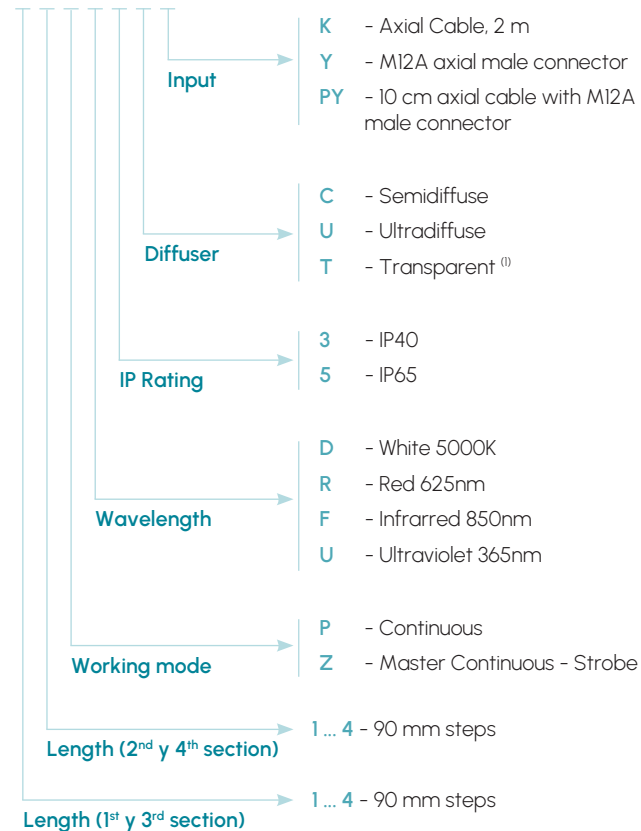 K - Axial Cable, 2 m
Y - M12A axial male connector
PY - 10 cm axial cable with M12A
male connector
Input
C - Semidiffuse
U - Ultradiffuse
T - Transparent (1)
Diffuser
3 - IP40
5 - IP65
IP Rating
D - White 5000K
R - Red 625nm
F - Infrarred 850nm
U - Ultraviolet 365nm
Wavelength
P - Continuous
Z - Master Continuous - Strobe
Working mode
1 ... 4 - 90 mm steps
Length (2nd y 4th section)
1 ... 4 - 90 mm steps
Length (1st y 3rd section)